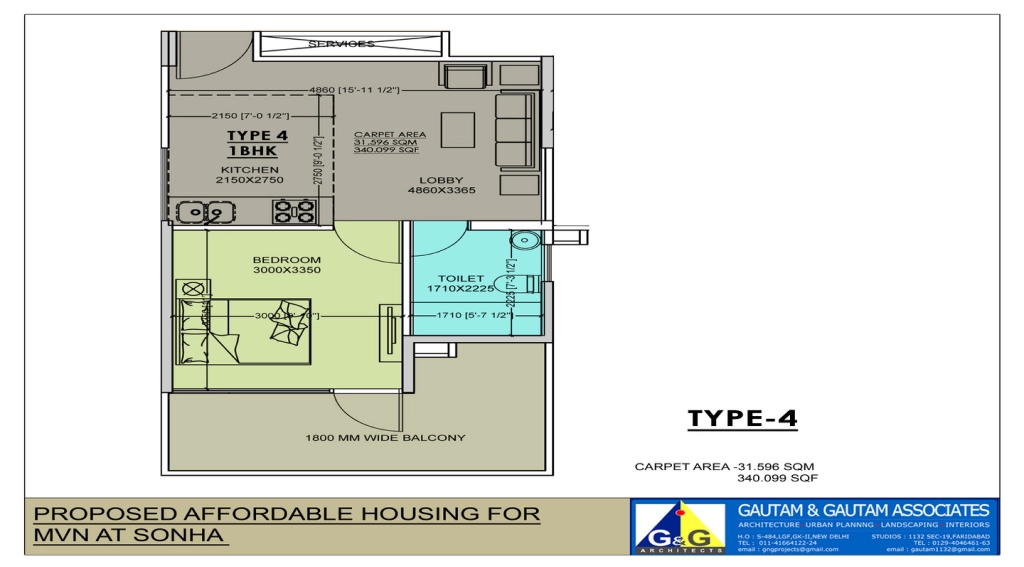 SERVICES
4860 [15'-11 1/2"]
2150 [7'-0 1/2"]
TYPE 4
1BHK
CARPET AREA
31.596 SQM
340.099 SQF
2750 [9'-0 1/2"]
KITCHEN
2150X2750
LOBBY
4860X3365
BEDROOM
3000X3350
TOILET
1710X2225
2225 [7'-3 1/2"]
1710 [5'-7 1/2"]
1800 MM WIDE BALCONY
TYPE-4
CARPET AREA -31.596 SQM
340.099 SQF
PROPOSED AFFORDABLE HOUSING FOR
MVN AT SONHA
G&G
ARCHITECTS
GAUTAM & GAUTAM ASSOCIATES
ARCHITECTURE URBAN PLANNNG LANDSCAPING INTERIORS
H.O : S-484,LGF,GK-II,NEW DELHI
TEL : 011-41664122-24
email : gngprojects@gmail.com
STUDIOS : 1132 SEC-19,FARIDABAD
TEL : 0129-4046461-63
email : gautam1132@gmail.com